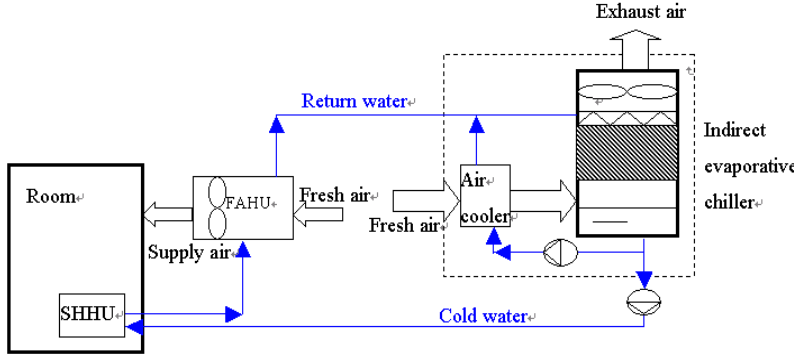 Exhaust air
Return water
Indirect
evaporative
chiller
Room
FAHU
Fresh air
Air
cooler
Fresh air
Supply air
SHHU
Cold water